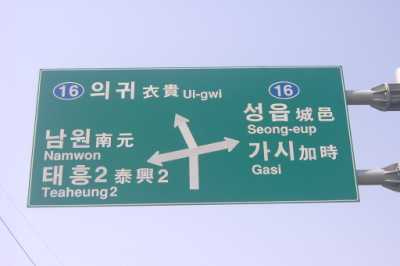 16 의귀 衣貴 Ui-gwi
16
성읍 城邑
Seong-eup
남원 南元
Namwon
가시 加時
Gasi
태흥2 泰興2
Teaheung2